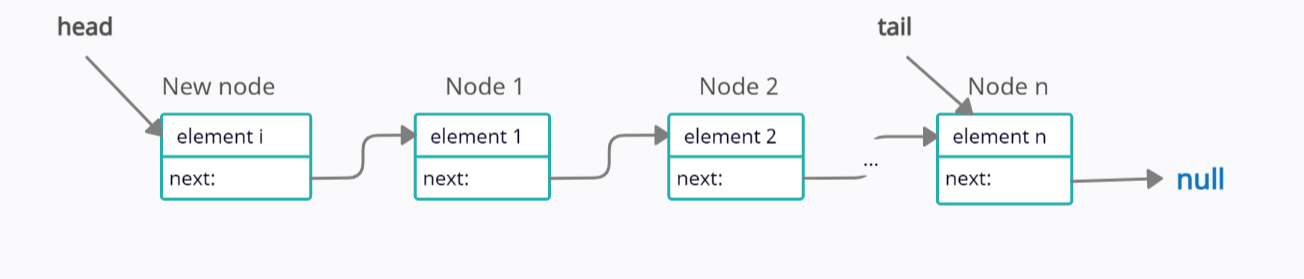 head
tail
New node
Node 1
Node 2
Node n
element i
element 1
element 2
element n
...
next:
next:
next:
next:
null